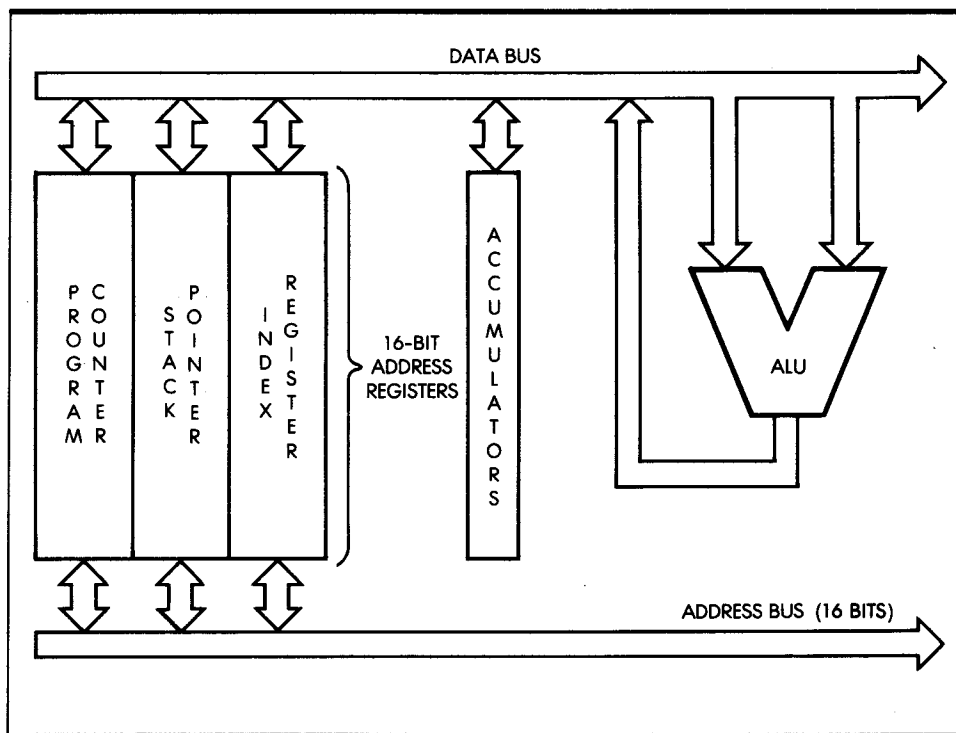 DATA BUS
PROGRAM
COUNTER
STACK
POINTER
INDEX
REGISTER
16-BIT
ADDRESS
REGISTERS
ACCUMULATORS
ALU
ADDRESS BUS (16 BITS)